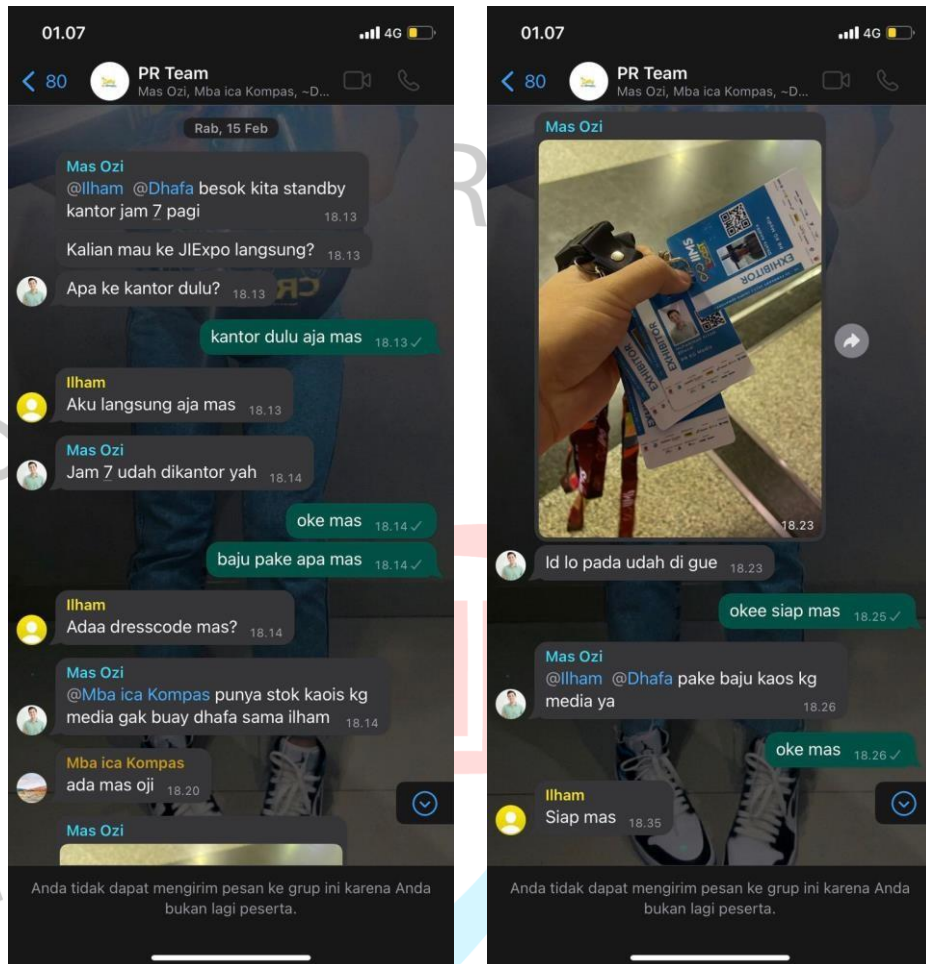 01.07
4G
80
PR Team
Mas Ozi, Mba ica Kompas, ~D...
Rab, 15 Feb
Mas Ozi
@Ilham @Dhafa besok kita standby
kantor jam 7 pagi
18.13
Kalian mau ke JIExpo langsung? 18.13
Apa ke kantor dulu? 18.13
kantor dulu aja mas 18.13
Ilham
Aku langsung aja mas 18.13
Mas Ozi
Jam 7 udah dikantor yah 18.14
oke mas 18.14
baju pake apa mas 18.14
Ilham
Adaa dresscode mas? 18.14
Mas Ozi
@Mba ica Kompas punya stok kaois kg
media gak buay dhafa sama ilham 18.14
Mba ica Kompas
ada mas oji 18.20
Mas Ozi
Anda tidak dapat mengirim pesan ke grup ini karena Anda
bukan lagi peserta.
01.07
4G
80
PR Team
Mas Ozi, Mba ica Kompas, ~D...
Mas Ozi
IIMS
EXHIBITOR
EXHIBITOR
EXHIBITOR
18.23
Id lo pada udah di gue 18.23
okee siap mas 18.25
Mas Ozi
@Ilham @Dhafa pake baju kaos kg
media ya
18.26
oke mas 18.26
Ilham
Siap mas 18.35
Anda tidak dapat mengirim pesan ke grup ini karena Anda
bukan lagi peserta.